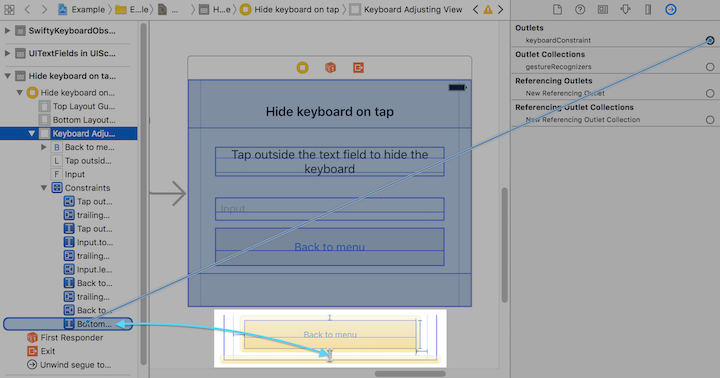 Example
E...le
H...e
Hide keyboard on tap
Keyboard Adjusting View
SwiftyKeyboardObs...
UITextFields in UISc...
Hide keyboard on ta...
Hide keyboard on...
Top Layout Gu...
Bottom Layout...
Keyboard Adju...
B Back to me...
L Tap outsid...
F Input
Constraints
Tap out...
trailing...
Tap out...
Input.to...
trailing...
Input.le...
Back to...
trailing...
Back to...
Bottom...
First Responder
Exit
Unwind segue to...
Hide keyboard on tap
Tap outside the text field to hide the
keyboard
Input
Back to menu
Back to menu
Outlets
keyboardConstraint
Outlet Collections
gestureRecognizers
Referencing Outlets
New Referencing Outlet
Referencing Outlet Collections
New Referencing Outlet Collection